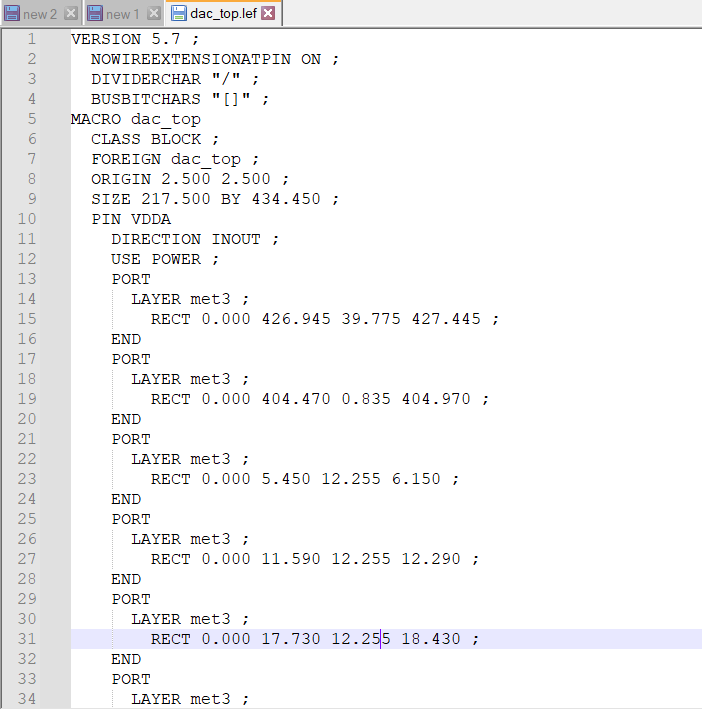 new 2 new 1 dac_top.lef
1 VERSION 5.7 ;
2 NOWIREEXTENSIONATPIN ON ;
3 DIVIDERCHAR "/" ;
4 BUSBITCHARS "[]" ;
5 MACRO dac_top
6 CLASS BLOCK ;
7 FOREIGN dac_top ;
8 ORIGIN 2.500 2.500 ;
9 SIZE 217.500 BY 434.450 ;
10 PIN VDDA
11 DIRECTION INOUT ;
12 USE POWER ;
13 PORT
14 LAYER met3 ;
15 RECT 0.000 426.945 39.775 427.445 ;
16 END
17 PORT
18 LAYER met3 ;
19 RECT 0.000 404.470 0.835 404.970 ;
20 END
21 PORT
22 LAYER met3 ;
23 RECT 0.000 5.450 12.255 6.150 ;
24 END
25 PORT
26 LAYER met3 ;
27 RECT 0.000 11.590 12.255 12.290 ;
28 END
29 PORT
30 LAYER met3 ;
31 RECT 0.000 17.730 12.255 18.430 ;
32 END
33 PORT
34 LAYER met3 ;